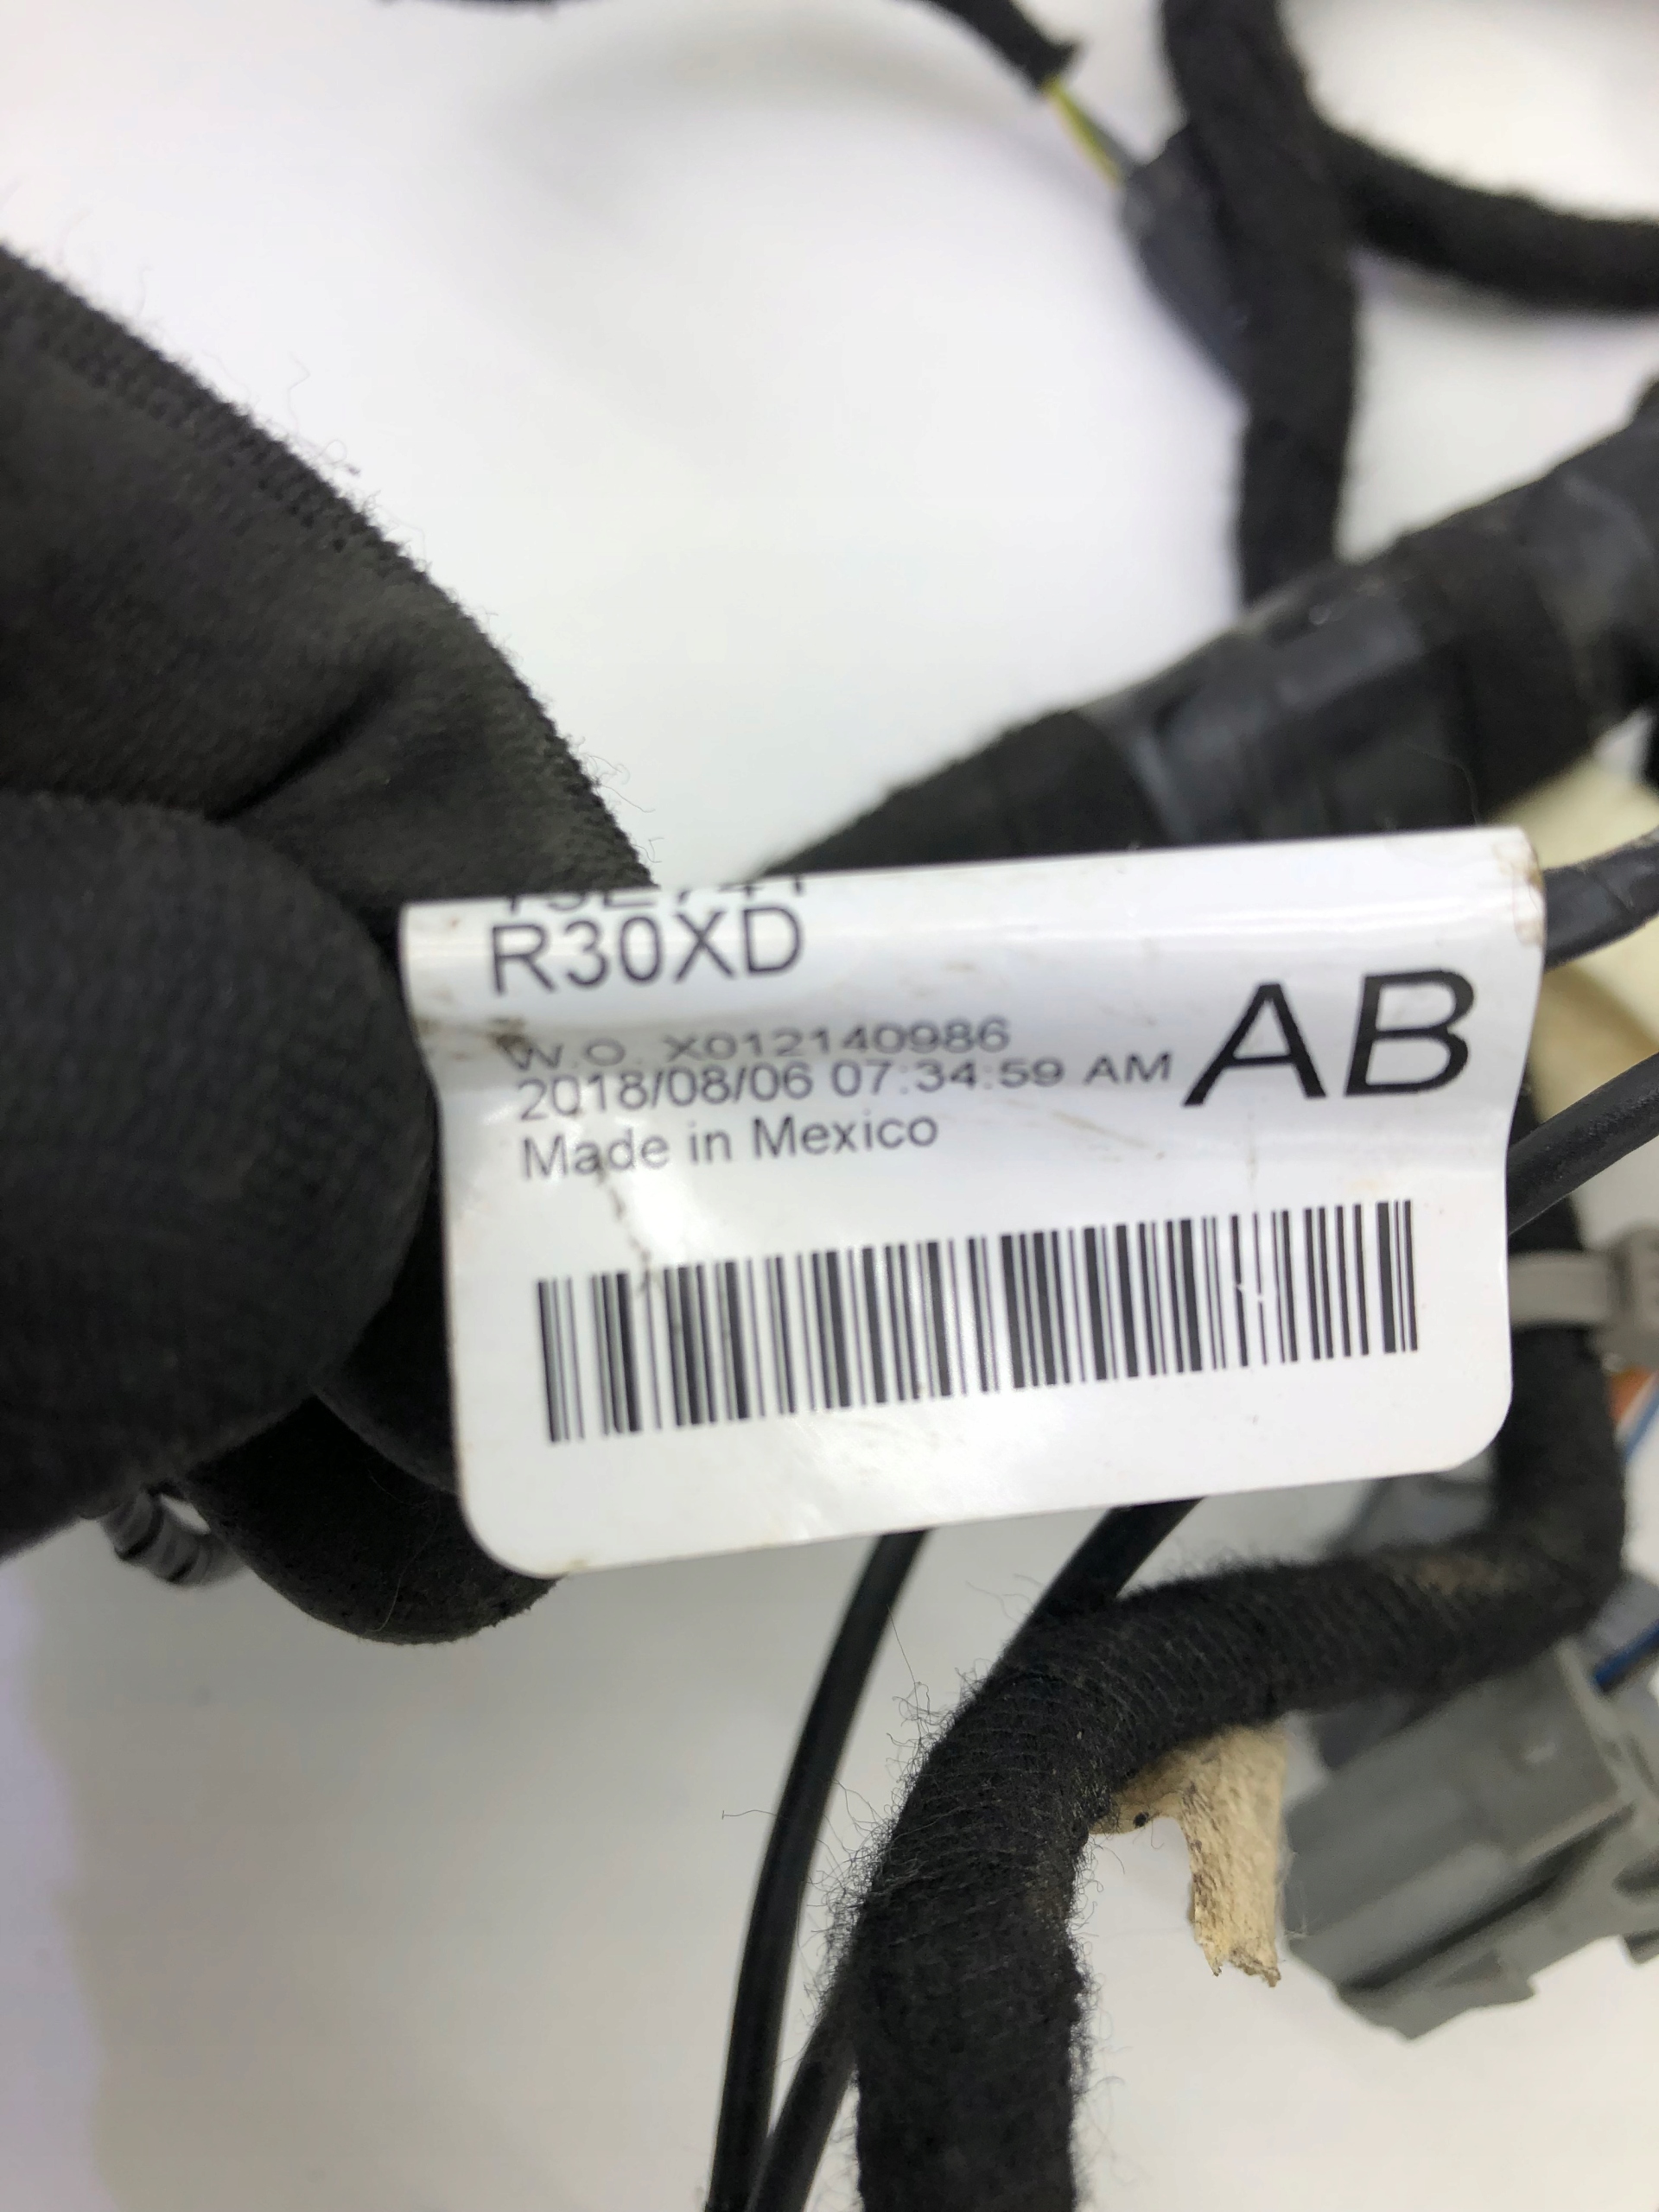 R30XD
W.O. X012140986
2018/08/06 07:34:59 AM
AB
Made in Mexico